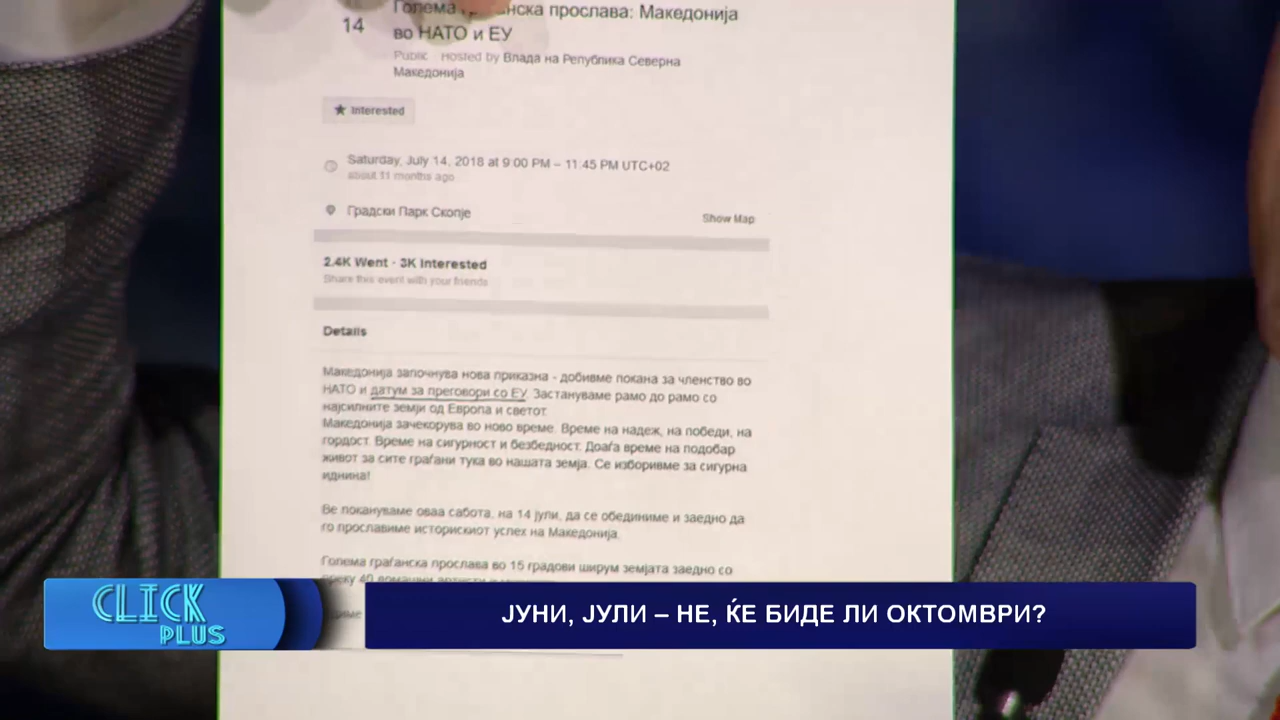 14
Голема граѓанска прослава: Македонија
во НАТО и ЕУ
Public Hosted by Влада на Република Северна
Македонија
★ Interested
Saturday, July 14, 2018 at 9:00 PM – 11:45 PM UTC+02
about 11 months ago
Градски Парк Скопје
Show Map
2.4K Went · 3K Interested
Share this event with your friends
Details
Македонија започнува нова приказна - добивме покана за членство во
НАТО и датум за преговори со ЕУ. Застануваме рамо до рамо со
најсилните земји од Европа и светот.
Македонија зачекорува во ново време. Време на надеж, на победи, на
гордост. Време на сигурност и безбедност. Доаѓа време на подобар
живот за сите граѓани тука во нашата земја. Се изборивме за сигурна
иднина!
Ве покануваме оваа сабота, на 14 јули, да се обединиме и заедно да
го прославиме историскиот успех на Македонија.
Голема граѓанска прослава во 15 градови ширум земјата заедно со
преку 40 домашни артисти
CLICK
PLUS
ЈУНИ, ЈУЛИ – НЕ, ЌЕ БИДЕ ЛИ ОКТОМВРИ?